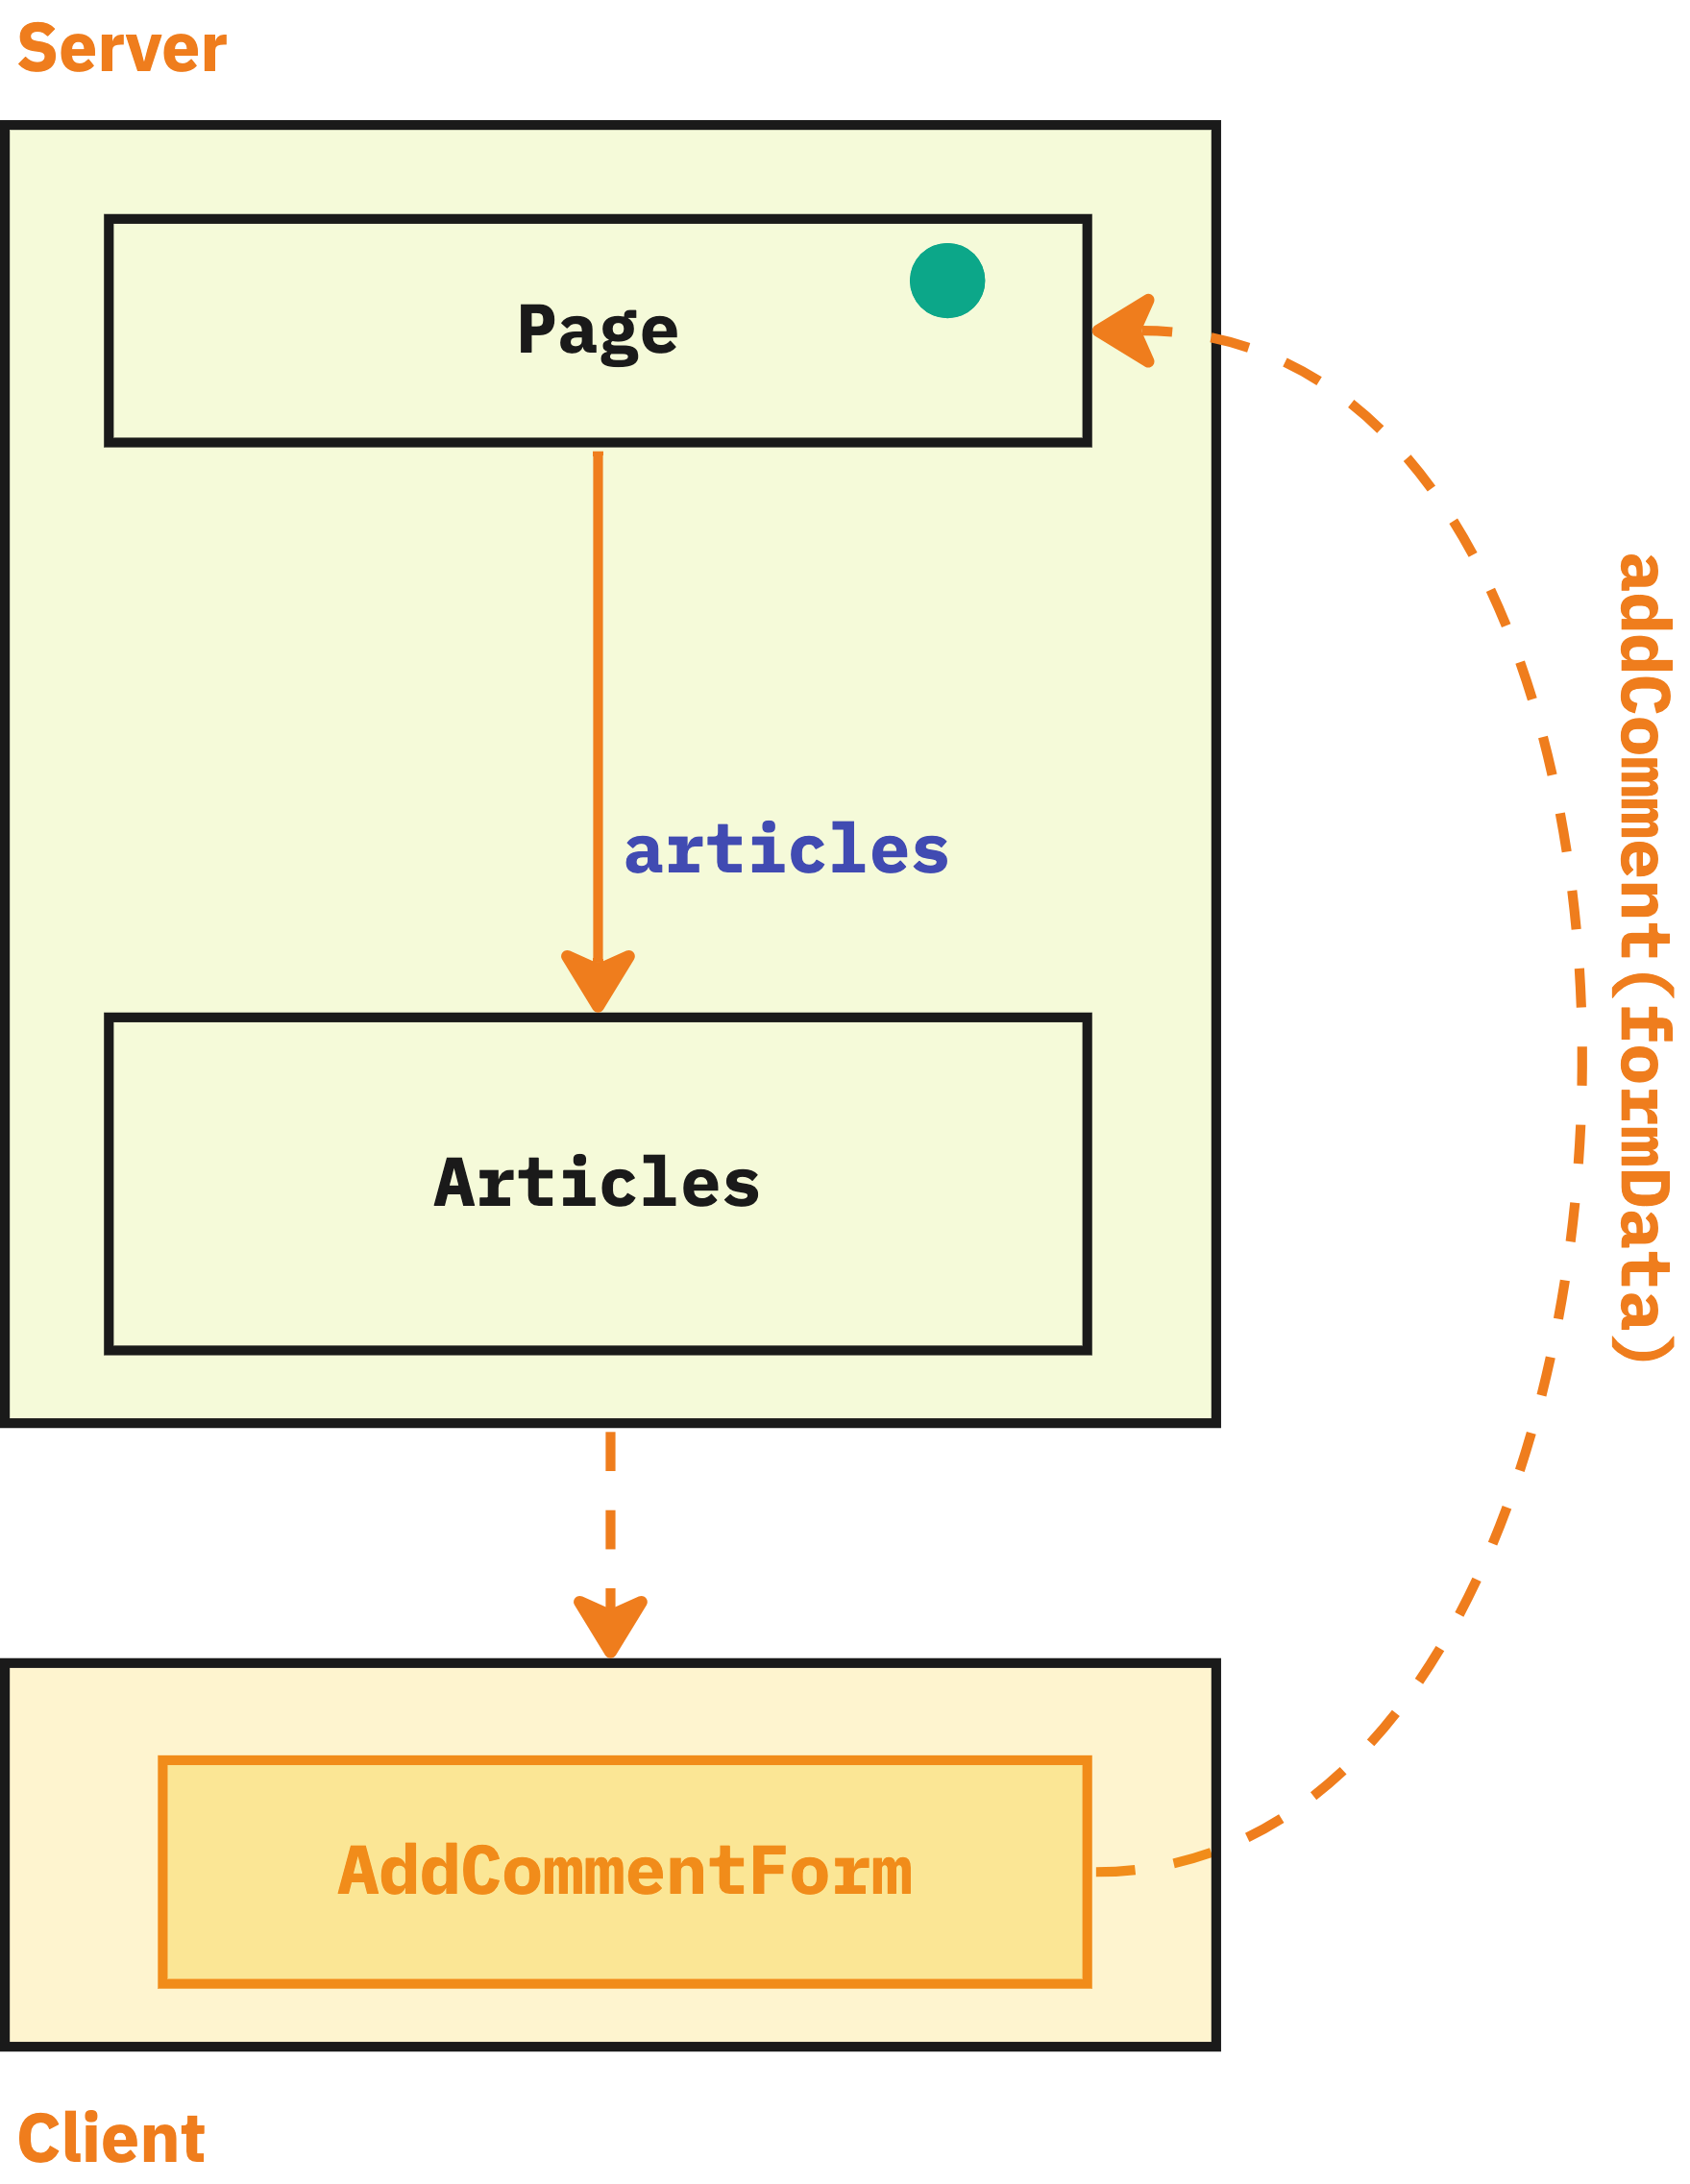 Server
Page
articles
addComment(formData)
Articles
AddCommentForm
Client